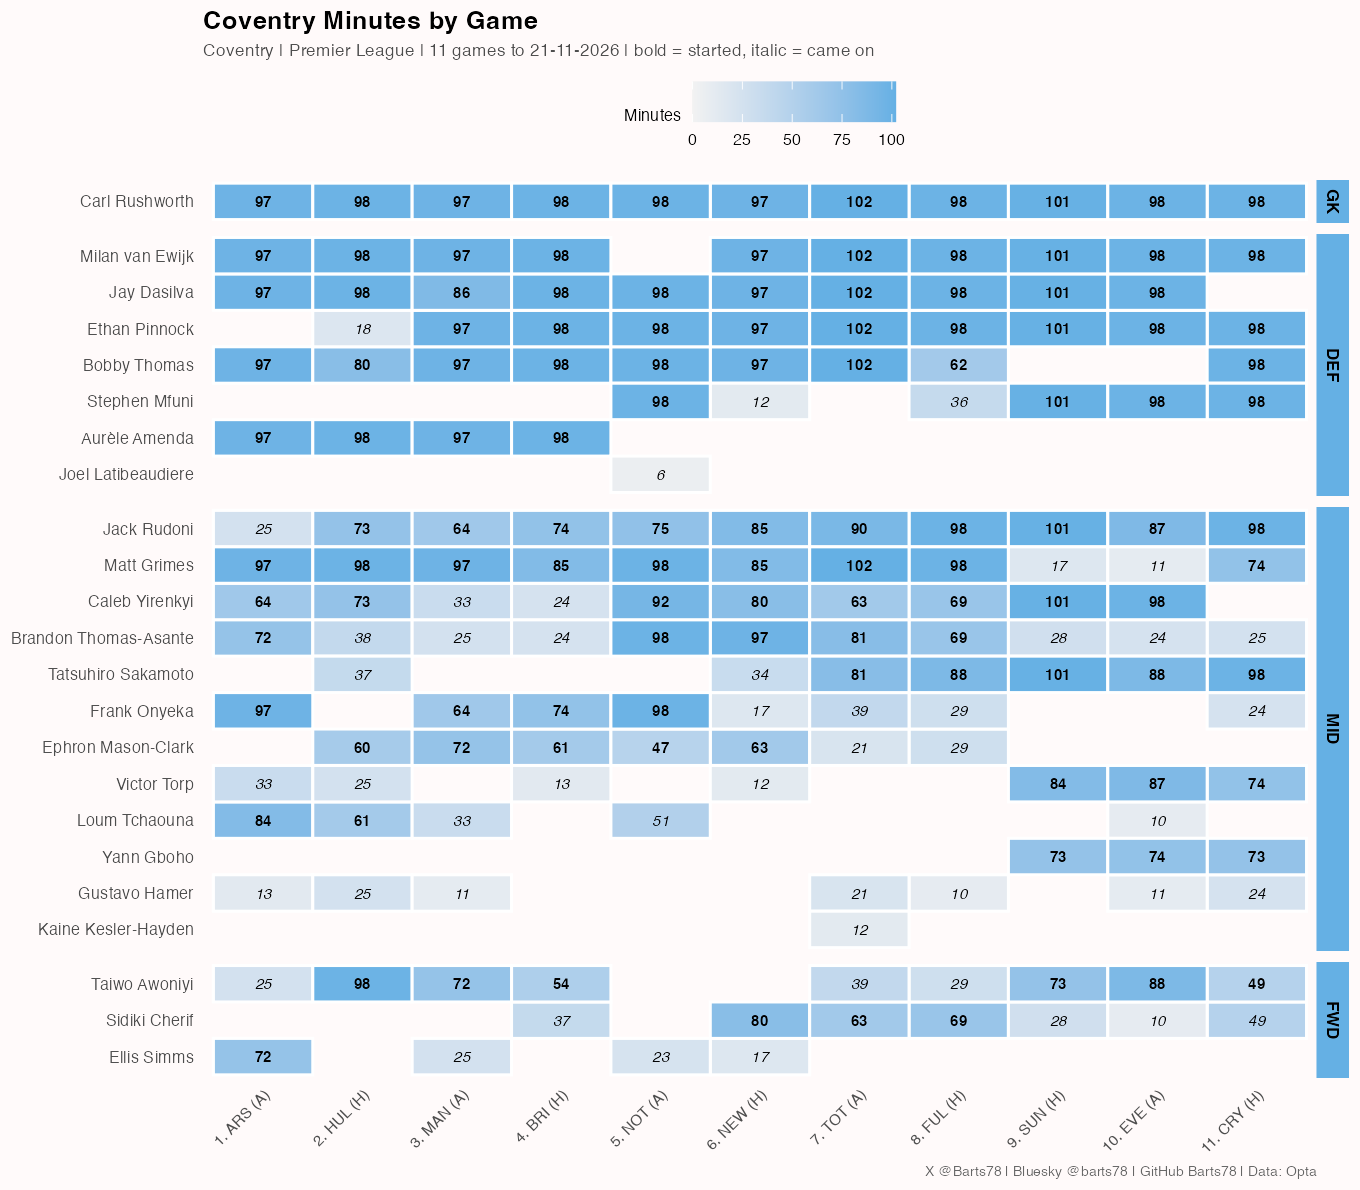 Coventry Minutes by Game
Coventry | Premier League | 11 games to 21-11-2026 | bold = started, italic = came on
Minutes
0 25 50 75 100
GK
Carl Rushworth 97 98 97 98 98 97 102 98 101 98 98
DEF
Milan van Ewijk 97 98 97 98 97 102 98 101 98 98
Jay Dasilva 97 98 86 98 98 97 102 98 101 98
Ethan Pinnock 18 97 98 98 97 102 98 101 98 98
Bobby Thomas 97 80 97 98 98 97 102 62 98
Stephen Mfuni 98 12 36 101 98 98
Aurèle Amenda 97 98 97 98
Joel Latibeaudiere 6
MID
Jack Rudoni 25 73 64 74 75 85 90 98 101 87 98
Matt Grimes 97 98 97 85 98 85 102 98 17 11 74
Caleb Yirenkyi 64 73 33 24 92 80 63 69 101 98
Brandon Thomas-Asante 72 38 25 24 98 97 81 69 28 24 25
Tatsuhiro Sakamoto 37 34 81 88 101 88 98
Frank Onyeka 97 64 74 98 17 39 29 24
Ephron Mason-Clark 60 72 61 47 63 21 29
Victor Torp 33 25 13 12 84 87 74
Loum Tchaouna 84 61 33 51 10
Yann Gboho 73 74 73
Gustavo Hamer 13 25 11 21 10 11 24
Kaine Kesler-Hayden 12
FWD
Taiwo Awoniyi 25 98 72 54 39 29 73 88 49
Sidiki Cherif 37 80 63 69 28 10 49
Ellis Simms 72 25 23 17
1. ARS (A) 2. HUL (H) 3. MAN (A) 4. BRI (H) 5. NOT (A) 6. NEW (H) 7. TOT (A) 8. FUL (H) 9. SUN (H) 10. EVE (A) 11. CRY (H)
X @Barts78 | Bluesky @barts78 | GitHub Barts78 | Data: Opta